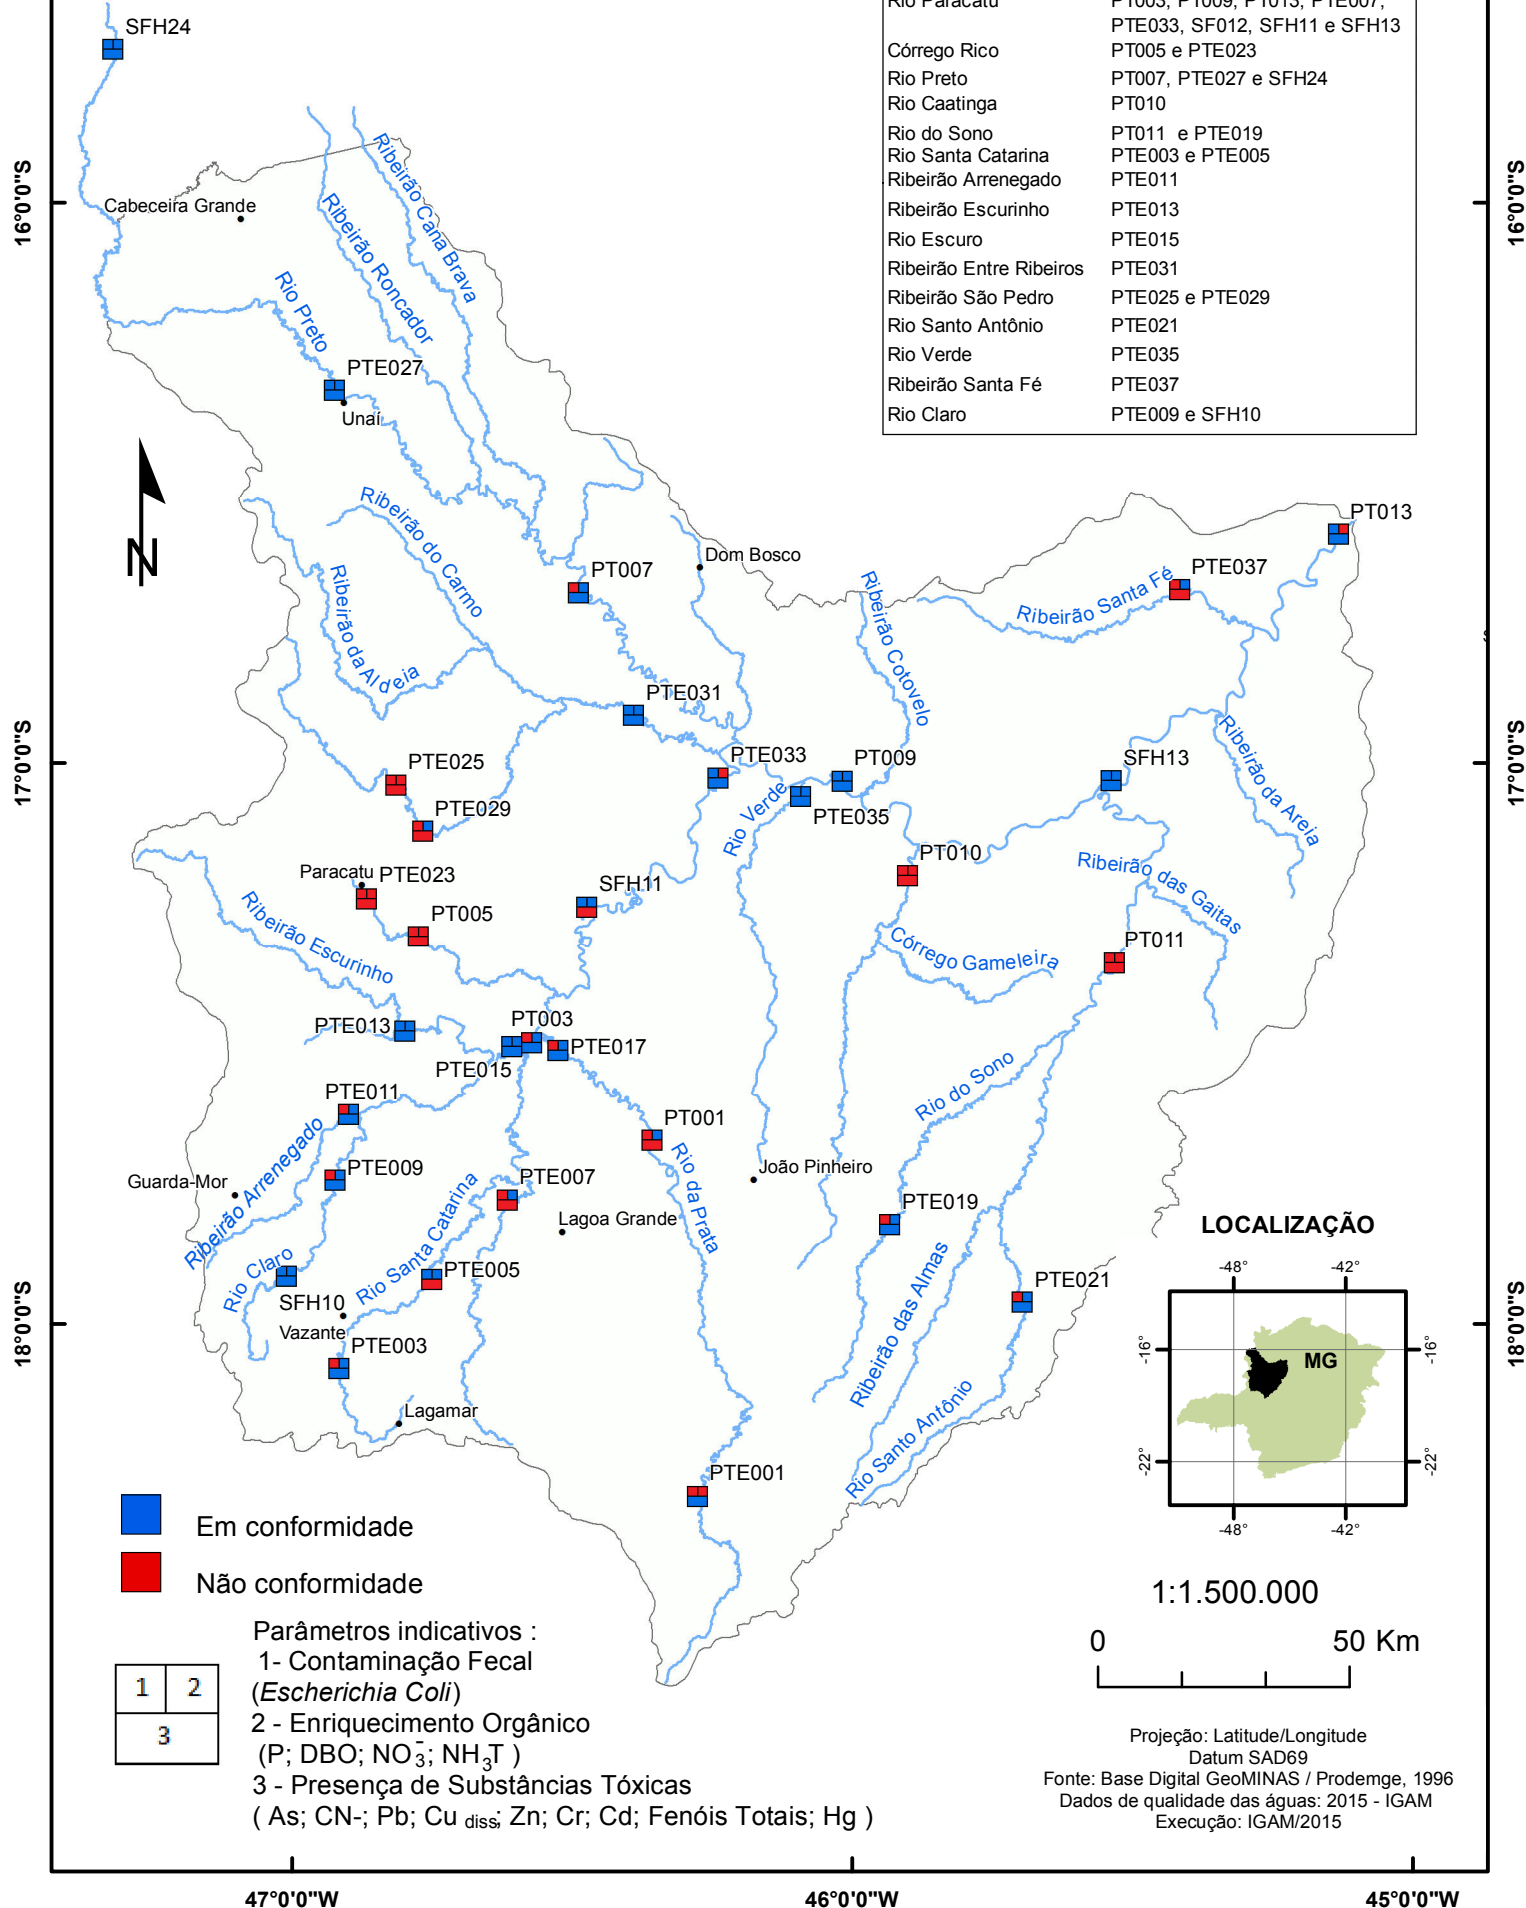 Rio Paracatu PT003, PT009, PT013, PTE007,
PTE033, SF012, SFH11 e SFH13
Córrego Rico PT005 e PTE023
Rio Preto PT007, PTE027 e SFH24
Rio Caatinga PT010
Rio do Sono PT011 e PTE019
Rio Santa Catarina PTE003 e PTE005
Ribeirão Arrenegado PTE011
Ribeirão Escurinho PTE013
Rio Escuro PTE015
Ribeirão Entre Ribeiros PTE031
Ribeirão São Pedro PTE025 e PTE029
Rio Santo Antônio PTE021
Rio Verde PTE035
Ribeirão Santa Fé PTE037
Rio Claro PTE009 e SFH10
SFH24
16°0'0"S
16°0'0"S
Cabeceira Grande
Ribeirão Cana Brava
Ribeirão Roncador
Rio Preto
PTE027
Unaí
N
Ribeirão do Carmo
Ribeirão da Aldeia
PT007
Dom Bosco
PT013
PTE037
Ribeirão Santa Fé
Ribeirão Cotovelo
PTE031
17°0'0"S
17°0'0"S
PTE025
PTE029
PTE033
PT009
PTE035
Rio Verde
SFH13
Ribeirão da Areia
PT010
Ribeirão das Gaitas
Paracatu
PTE023
PT005
SFH11
Ribeirão Escurinho
Córrego Gameleira
PT011
PTE013
PT003
PTE017
PTE015
PTE011
Rio do Sono
PT001
Ribeirão Arrenegado
PTE009
Guarda-Mor
Rio da Prata
João Pinheiro
PTE007
Lagoa Grande
PTE019
Rio Santa Catarina
Rio Claro
PTE005
SFH10
Vazante
PTE003
Ribeirão das Almas
PTE021
18°0'0"S
18°0'0"S
Lagamar
Rio Santo Antônio
PTE001
LOCALIZAÇÃO
-48°
-42°
-16°
-16°
MG
-22°
-22°
-48°
-42°
Em conformidade
Não conformidade
Parâmetros indicativos :
1- Contaminação Fecal
(Escherichia Coli)
2 - Enriquecimento Orgânico
(P; DBO; NO3-; NH3T )
3 - Presença de Substâncias Tóxicas
( As; CN-; Pb; Cu diss; Zn; Cr; Cd; Fenóis Totais; Hg )
1 2
3
1:1.500.000
0 50 Km
Projeção: Latitude/Longitude
Datum SAD69
Fonte: Base Digital GeoMINAS / Prodemge, 1996
Dados de qualidade das águas: 2015 - IGAM
Execução: IGAM/2015
47°0'0"W
46°0'0"W
45°0'0"W